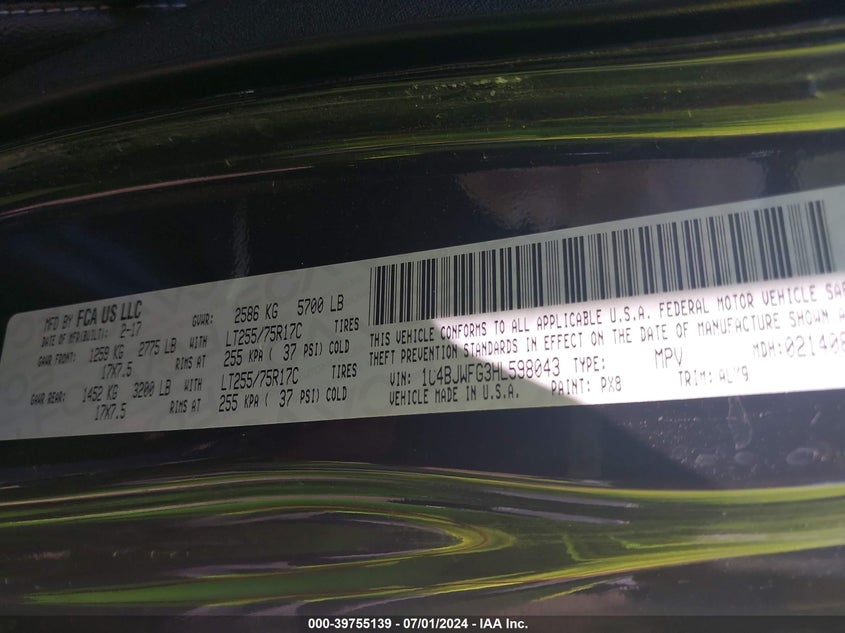 MFD BY FCA US LLC
DATE OF MFR(BUILT): 2-17 GVWR: 2586 KG 5700 LB
GAWR FRONT: 1259 KG 2775 LB WITH LT255/75R17C TIRES
17X7.5 RIMS AT 255 KPA ( 37 PSI) COLD
GAWR REAR: 1452 KG 3200 LB WITH LT255/75R17C TIRES
17X7.5 RIMS AT 255 KPA ( 37 PSI) COLD
THIS VEHICLE CONFORMS TO ALL APPLICABLE U.S.A. FEDERAL MOTOR VEHICLE
THEFT PREVENTION STANDARDS IN EFFECT ON THE DATE OF MANUFACTURE SHOWN
VIN: 1C4BJWFG3HL598043 TYPE: MPV MDH:
VEHICLE MADE IN U.S.A. PAINT: PX8 TRIM:
000-39755139 - 07/01/2024 - IAA Inc.